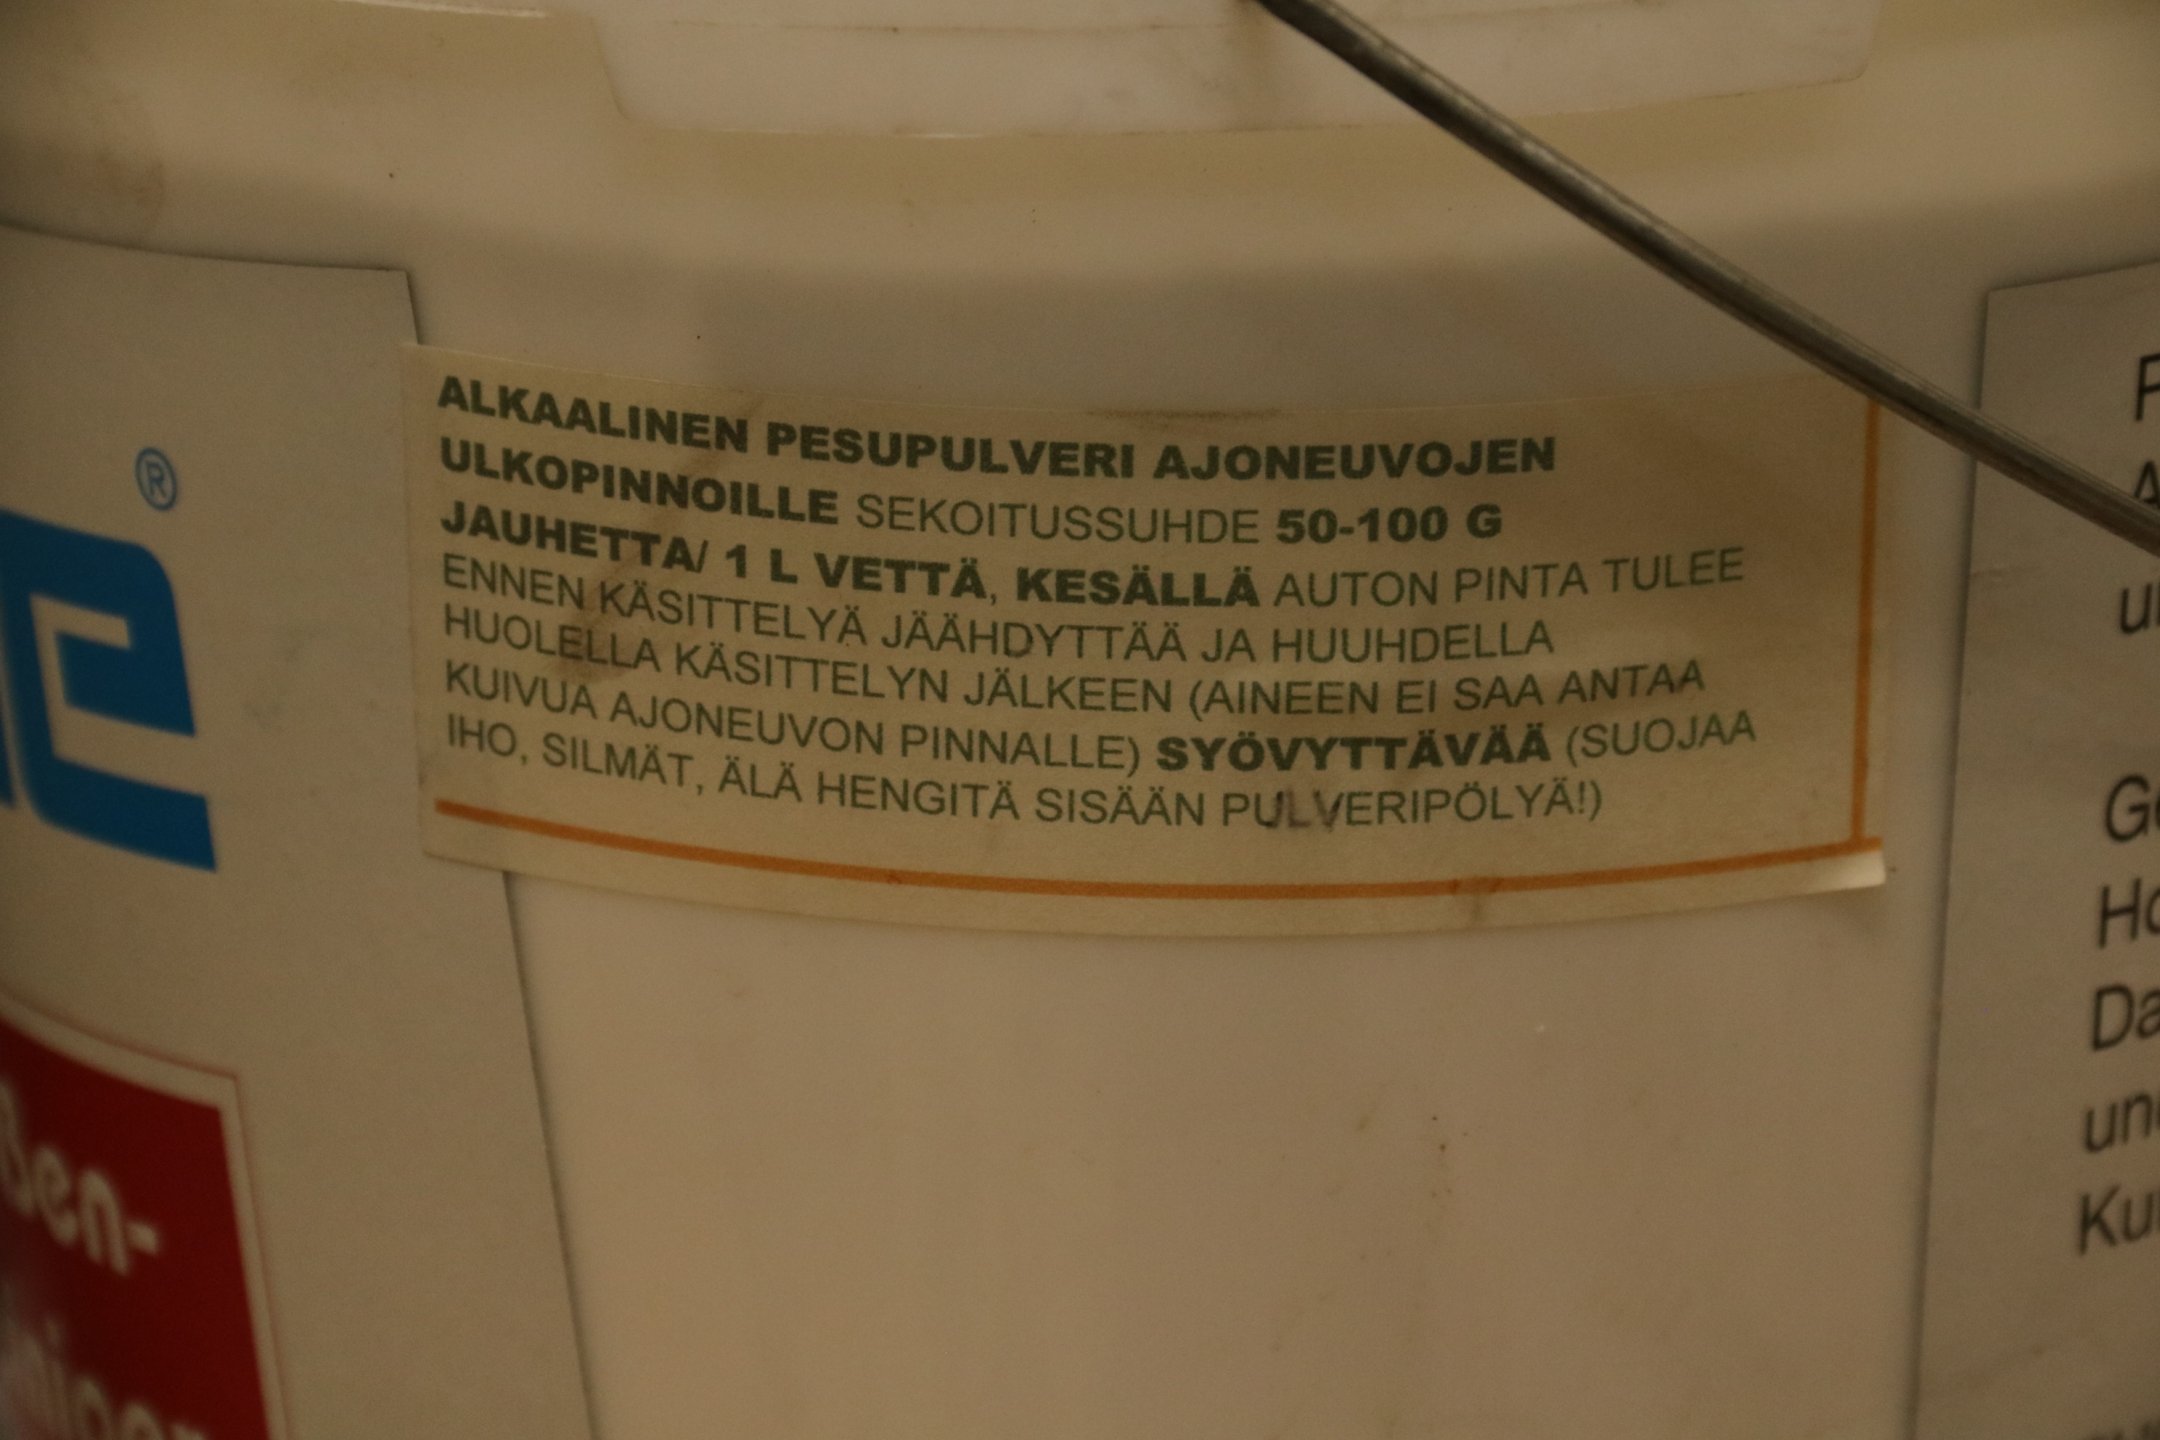 ALKAALINEN PESUPULVERI AJONEUVOJEN
ULKOPINNOILLE SEKOITUSSUHDE 50-100 G
JAUHETTA/ 1 L VETTÄ, KESÄLLÄ AUTON PINTA TULEE
ENNEN KÄSITTELYÄ JÄÄHDYTTÄÄ JA HUUHDELLA
HUOLELLA KÄSITTELYN JÄLKEEN (AINEEN EI SAA ANTAA
KUIVUA AJONEUVON PINNALLE) SYÖVYTTÄVÄÄ (SUOJAA
IHO, SILMÄT, ÄLÄ HENGITÄ SISÄÄN PULVERIPÖLYÄ!)
®